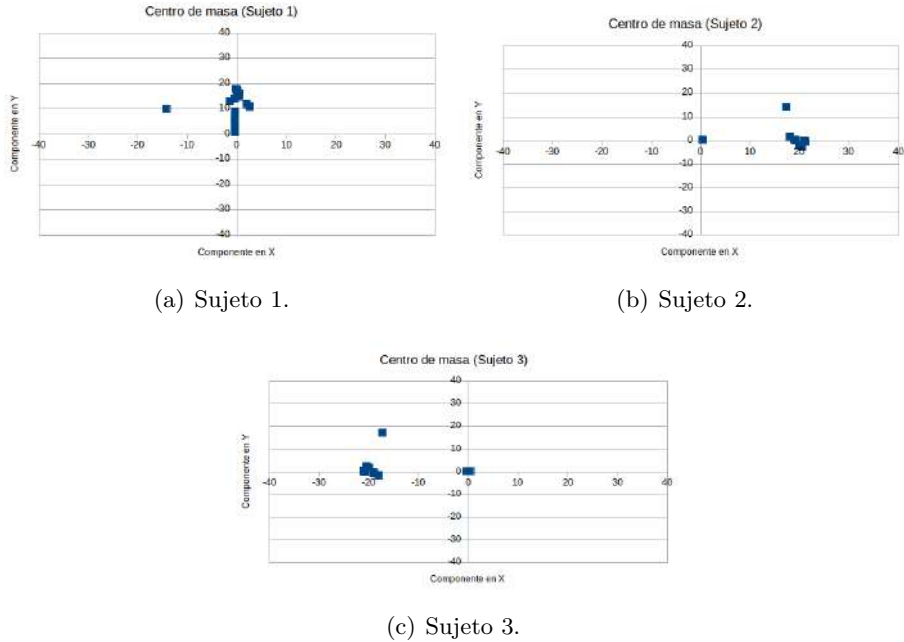 Centro de masa (Sujeto 1)
40
30
20
10
0
-40 -30 -20 -10 0 10 20 30 40
-10
-20
-30
-40
Componente en Y
Componente en X
(a) Sujeto 1.
Centro de masa (Sujeto 2)
40
30
20
10
0
-40 -30 -20 -10 0 10 20 30 40
-10
-20
-30
-40
Componente en Y
Componente en X
(b) Sujeto 2.
Centro de masa (Sujeto 3)
40
30
20
10
0
-40 -30 -20 -10 0 10 20 30 40
-10
-20
-30
-40
Componente en Y
Componente en X
(c) Sujeto 3.